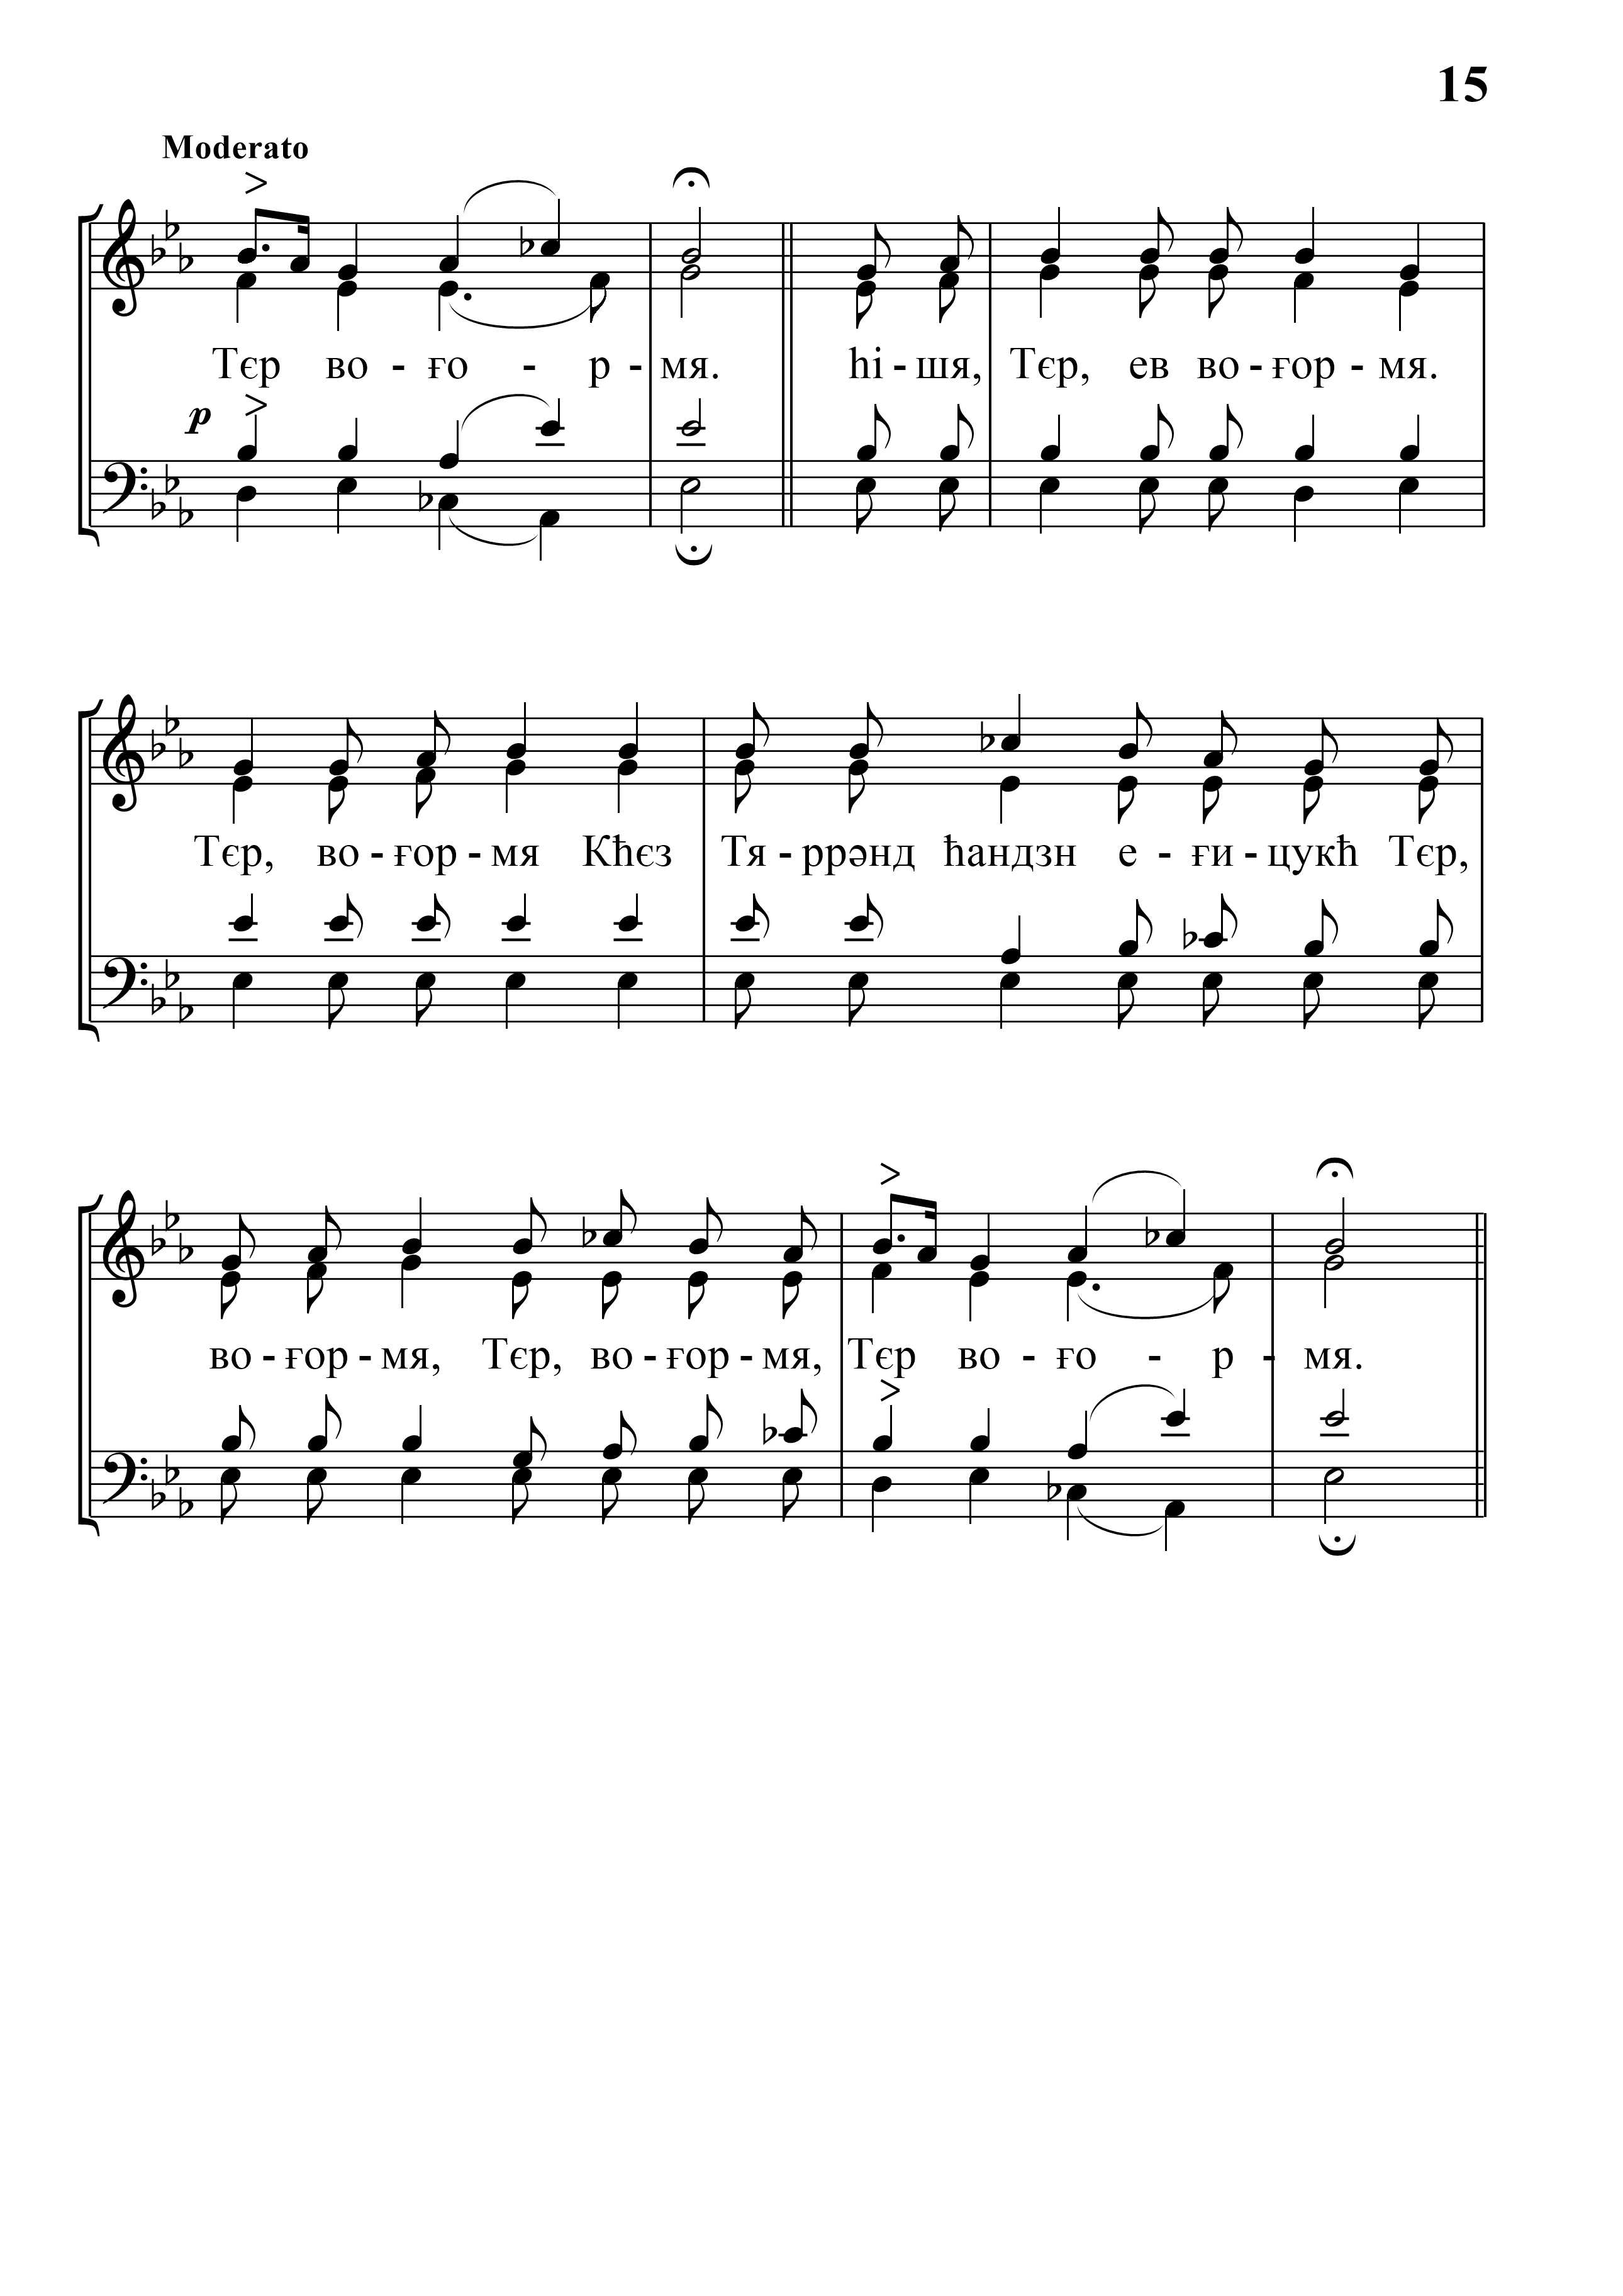 15
Moderato
Тєр во - ғо - р - мя. һі - шя, Тєр, ев во - ғор - мя.
p
Тєр, во - ғор - мя Кћєз Тя - ррәнд ћандзн е - ғи - цукћ Тєр,
во - ғор - мя, Тєр, во - ғор - мя, Тєр во - ғо - р - мя.